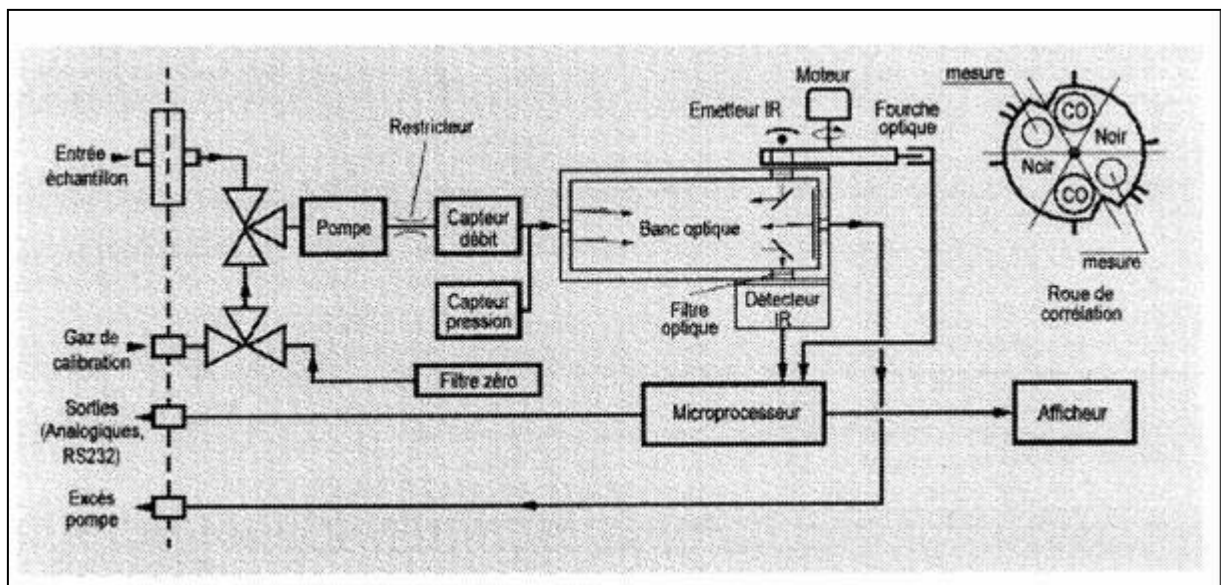 Moteur
mesure
Emetteur IR
Fourche
optique
CO
Restricteur
Noir
Entrée
échantillon
Noir
Pompe
Capteur
débit
Banc optique
CO
mesure
Capteur
pression
Filtre
optique
Détecteur
IR
Roue de
corrélation
Gaz de
calibration
Filtre zéro
Sorties
(Analogiques,
RS232)
Microprocesseur
Afficheur
Excés
pompe